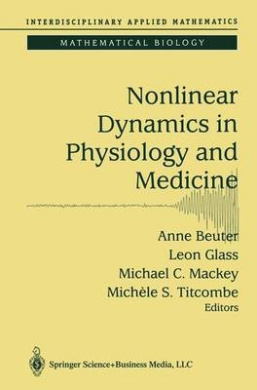 INTERDISCIPLINARY APPLIED MATHEMATICS
MATHEMATICAL BIOLOGY
Nonlinear
Dynamics in
Physiology and
Medicine
Anne Beuter
Leon Glass
Michael C. Mackey
Michèle S. Titcombe
Editors
Springer Science+Business Media, LLC